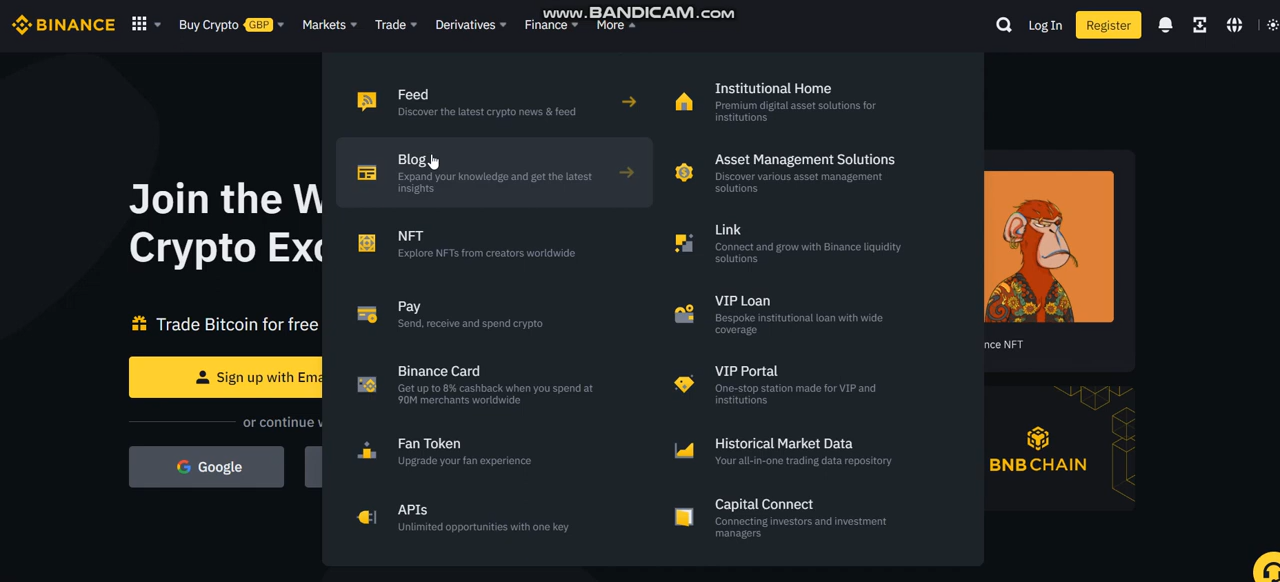 www.BANDICAM.com
BINANCE
Buy Crypto
GBP
Markets
Trade
Derivatives
Finance
More
Log In
Register
Feed
Discover the latest crypto news & feed
Blog
Expand your knowledge and get the latest
insights
NFT
Explore NFTs from creators worldwide
Pay
Send, receive and spend crypto
Binance Card
Get up to 8% cashback when you spend at
90M merchants worldwide
Fan Token
Upgrade your fan experience
APIs
Unlimited opportunities with one key
Institutional Home
Premium digital asset solutions for
institutions
Asset Management Solutions
Discover various asset management
solutions
Link
Connect and grow with Binance liquidity
solutions
VIP Loan
Bespoke institutional loan with wide
coverage
VIP Portal
One-stop station made for VIP and
institutions
Historical Market Data
Your all-in-one trading data repository
Capital Connect
Connecting investors and investment
managers
Join the W
Crypto Exc
Trade Bitcoin for free
Sign up with Ema
or continue w
Google
nce NFT
BNB CHAIN